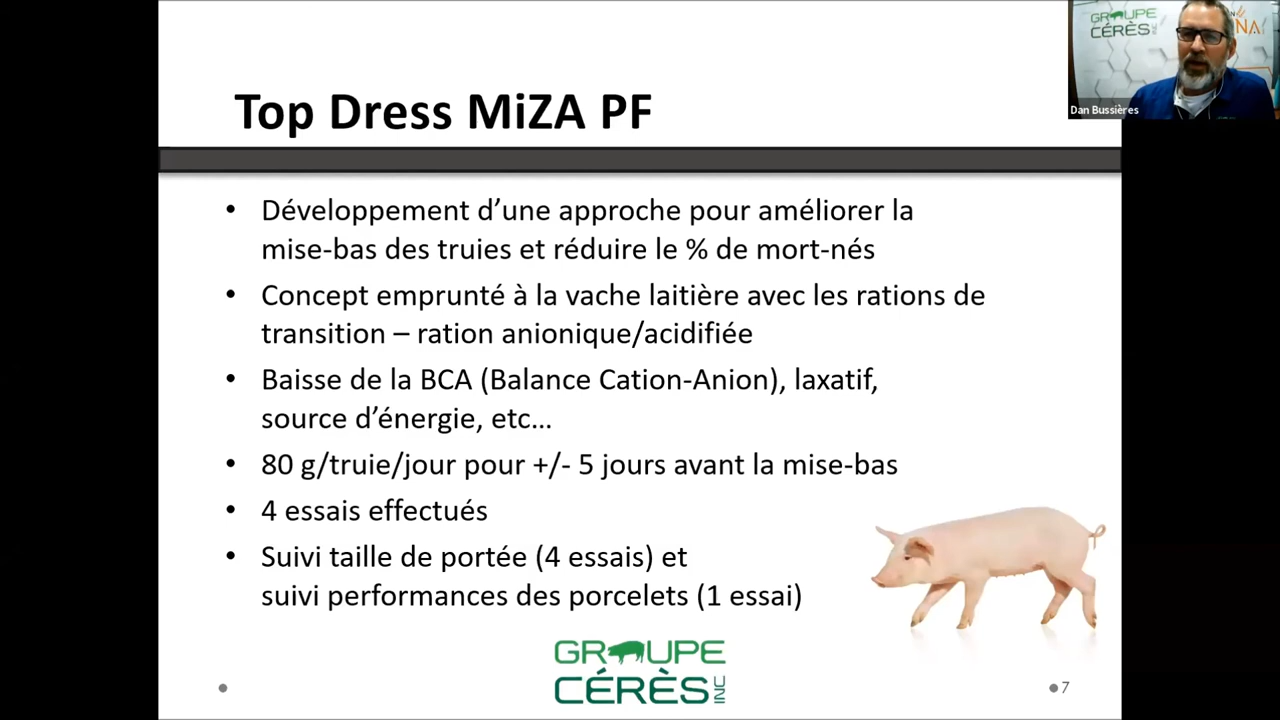 GROUPE
CÉRÈS INC
NA
Dan Bussières
Top Dress MiZA PF
• Développement d’une approche pour améliorer la
mise-bas des truies et réduire le % de mort-nés
• Concept emprunté à la vache laitière avec les rations de
transition – ration anionique/acidifiée
• Baisse de la BCA (Balance Cation-Anion), laxatif,
source d’énergie, etc…
• 80 g/truie/jour pour +/- 5 jours avant la mise-bas
• 4 essais effectués
• Suivi taille de portée (4 essais) et
suivi performances des porcelets (1 essai)
GROUPE
CÉRÈS INC
7